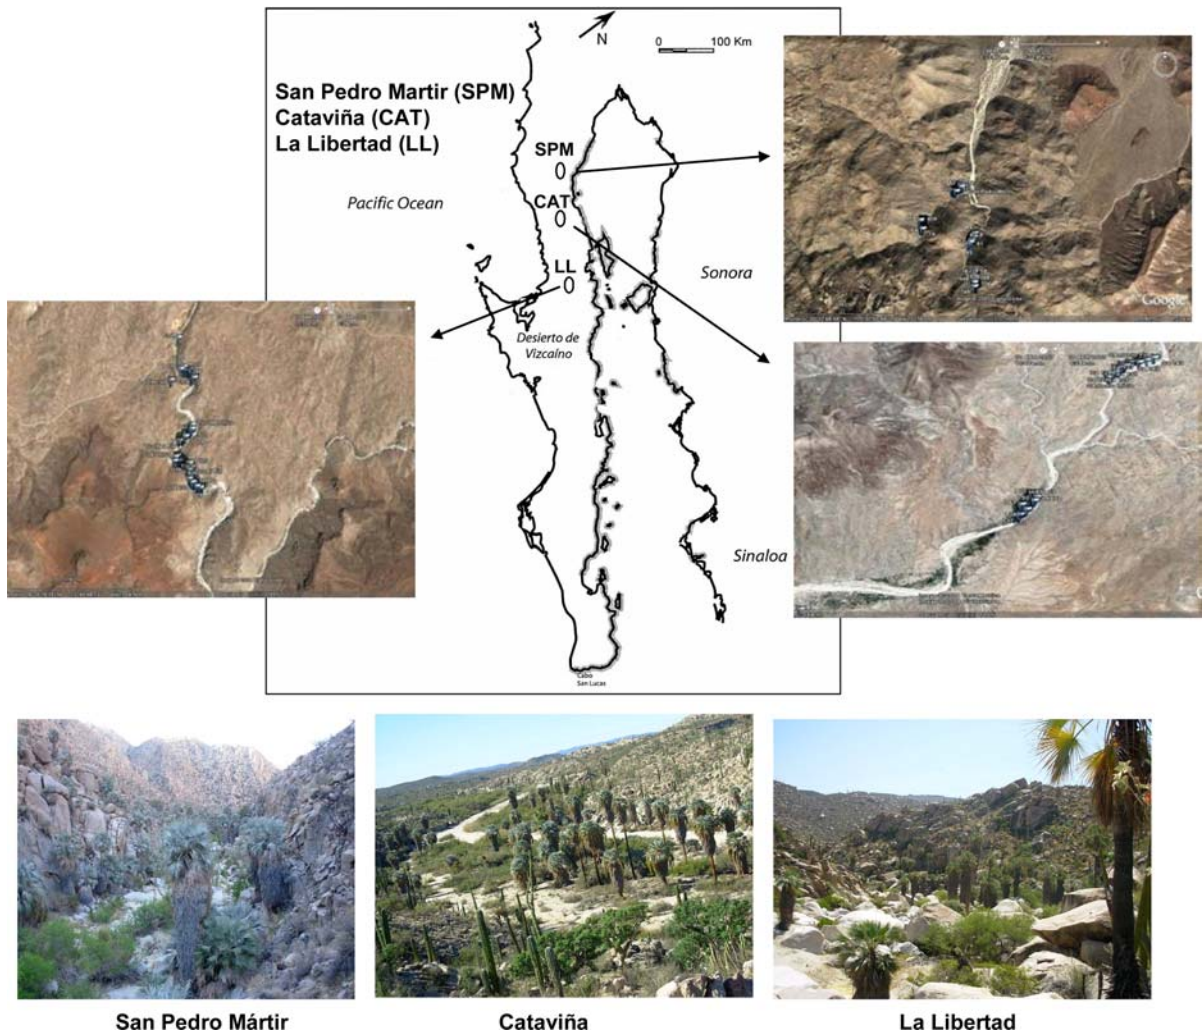 N
0 100 Km
San Pedro Martir (SPM)
Cataviña (CAT)
La Libertad (LL)
SPM
CAT
LL
Pacific Ocean
Sonora
Desierto de
Vizcaíno
Sinaloa
Cabo
San Lucas
Google
San Pedro Mártir
Cataviña
La Libertad